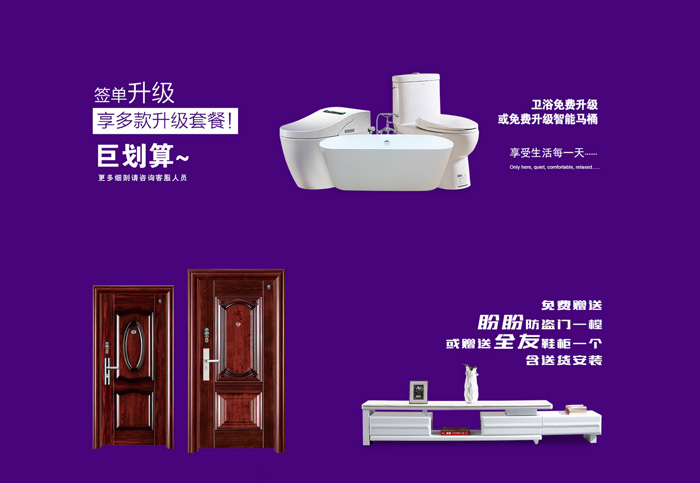 签单升级
享多款升级套餐!
巨划算~
更多细则请咨询客服人员
卫浴免费升级
或免费升级智能马桶
享受生活每一天......
Only here, quiet, comfortable, relaxed......
免费赠送
盼盼防盗门一樘
或赠送全友鞋柜一个
含送货安装